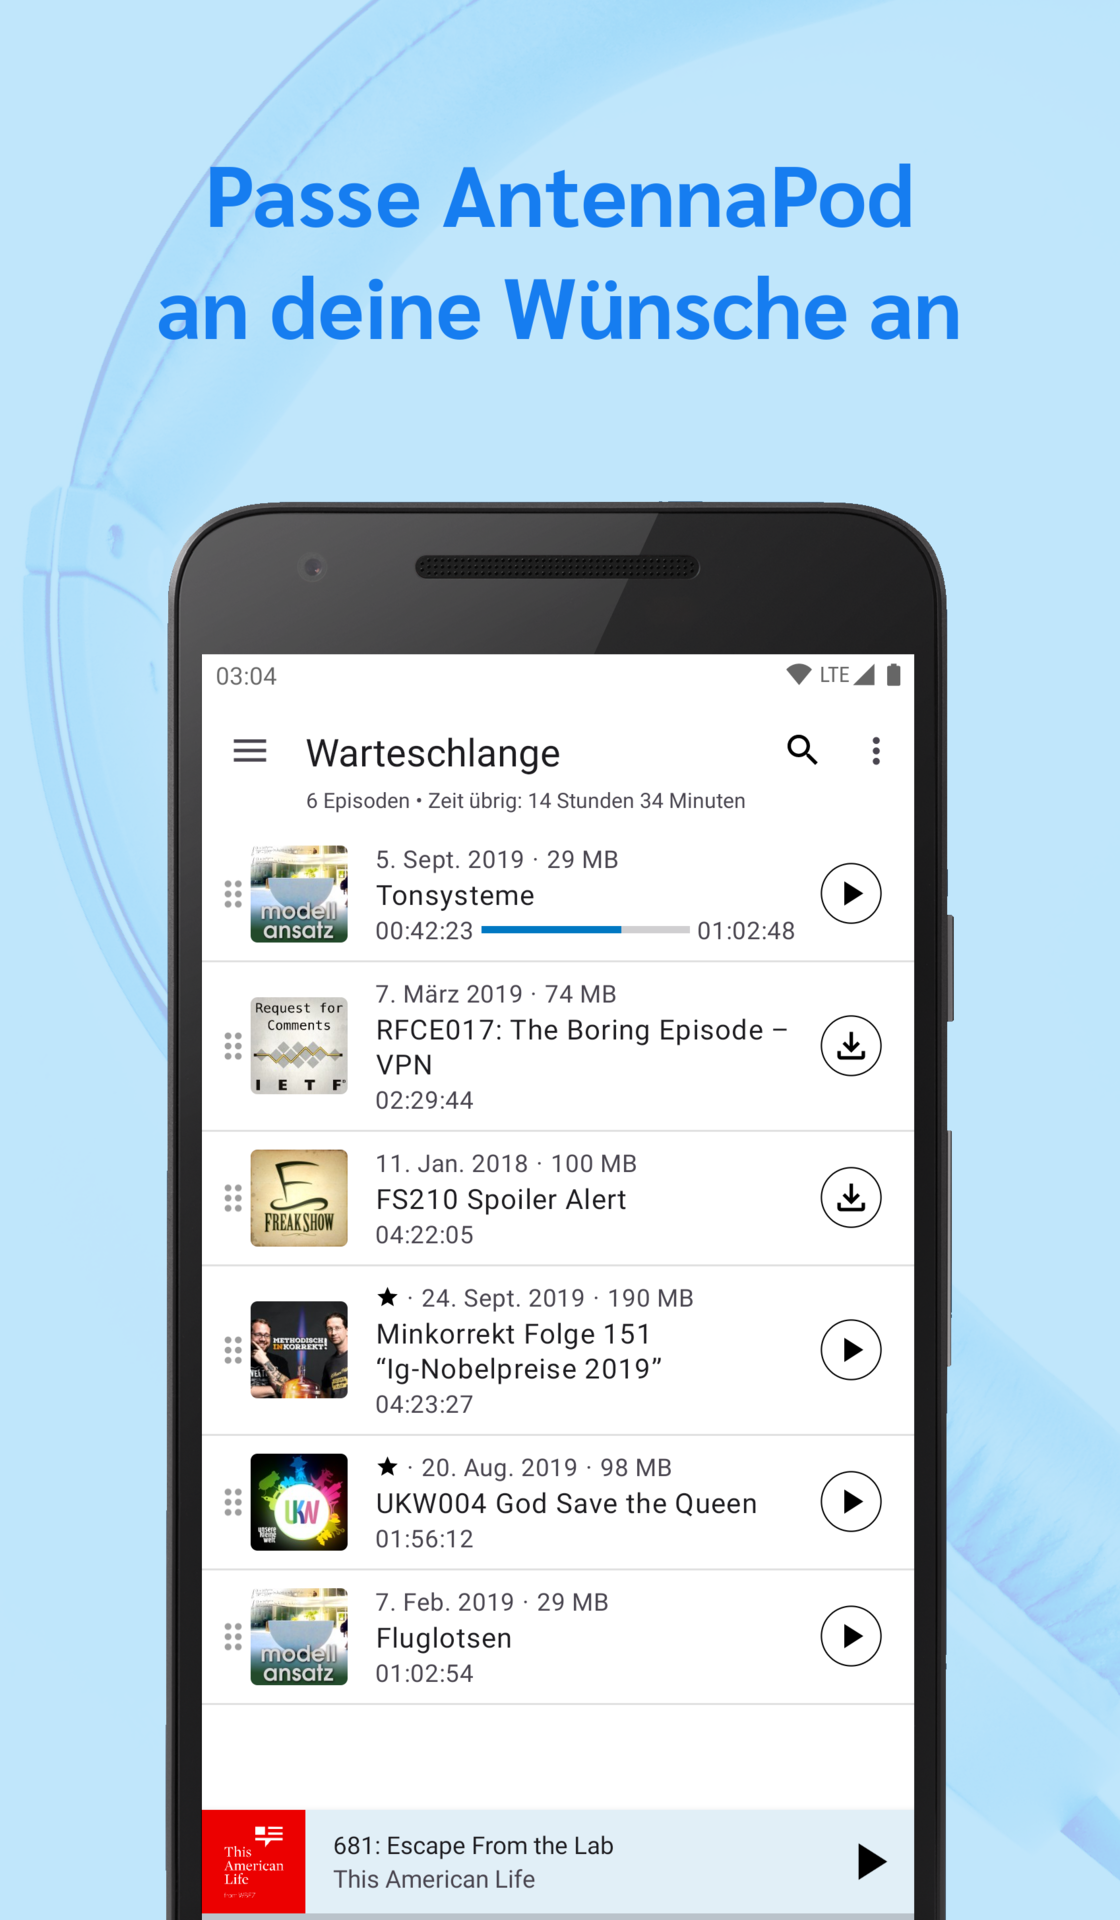 Passe AntennaPod
an deine Wünsche an
03:04
LTE
Warteschlange
6 Episoden • Zeit übrig: 14 Stunden 34 Minuten
modell
ansatz
5. Sept. 2019 · 29 MB
Tonsysteme
00:42:23
01:02:48
Request for
Comments
I E T F
7. März 2019 · 74 MB
RFCE017: The Boring Episode –
VPN
02:29:44
FREAK SHOW
11. Jan. 2018 · 100 MB
FS210 Spoiler Alert
04:22:05
METHODISCH
INKORREKT!
★ · 24. Sept. 2019 · 190 MB
Minkorrekt Folge 151
“Ig-Nobelpreise 2019”
04:23:27
UKW
unsere
kleine
welt
★ · 20. Aug. 2019 · 98 MB
UKW004 God Save the Queen
01:56:12
modell
ansatz
7. Feb. 2019 · 29 MB
Fluglotsen
01:02:54
This
American
Life
681: Escape From the Lab
This American Life